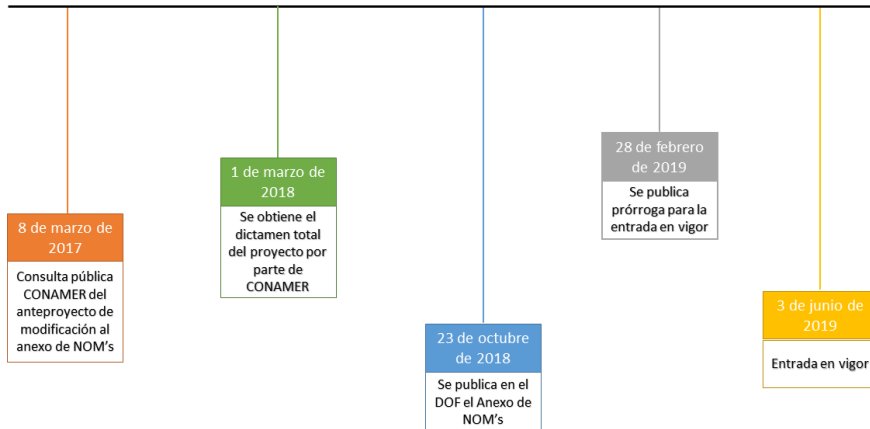 8 de marzo de
2017
Consulta pública
CONAMER del
anteproyecto de
modificación al
anexo de NOM's
1 de marzo de
2018
Se obtiene el
dictamen total
del proyecto por
parte de
CONAMER
23 de octubre
de 2018
Se publica en el
DOF el Anexo de
NOM's
28 de febrero
de 2019
Se publica
prórroga para la
entrada en vigor
3 de junio de
2019
Entrada en vigor